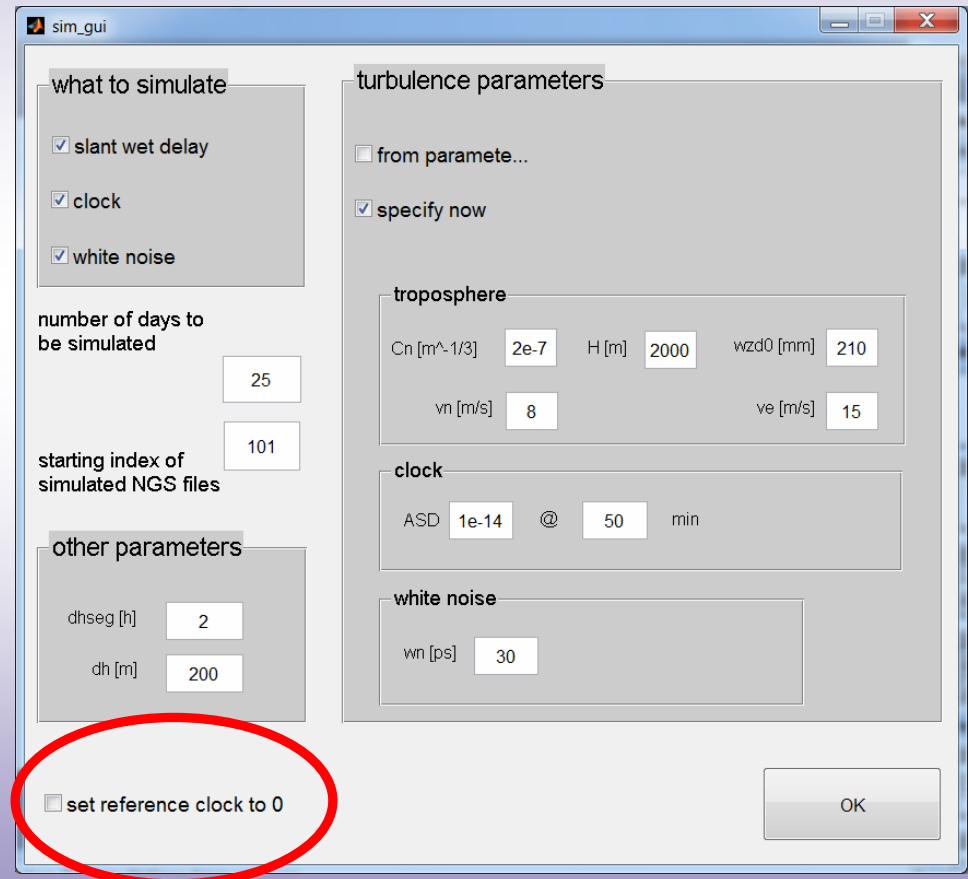 sim_gui
what to simulate
slant wet delay
clock
white noise
number of days to
be simulated
25
101
starting index of
simulated NGS files
other parameters
dhseg [h] 2
dh [m] 200
set reference clock to 0
turbulence parameters
from paramete...
specify now
troposphere
Cn [m^-1/3] 2e-7 H [m] 2000 wzd0 [mm] 210
vn [m/s] 8 ve [m/s] 15
clock
ASD 1e-14 @ 50 min
white noise
wn [ps] 30
OK